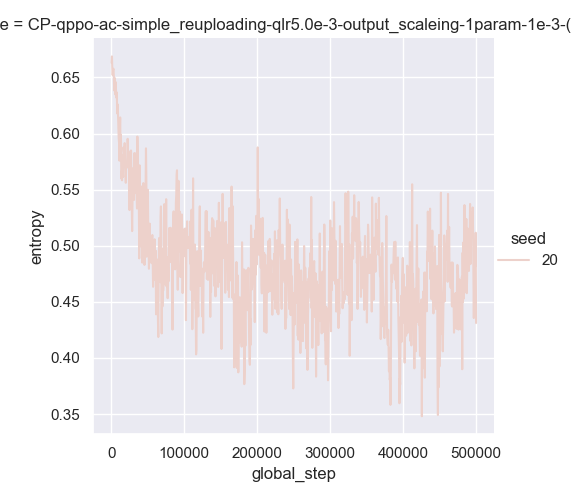 e = CP-qppo-ac-simple_reuploading-qlr5.0e-3-output_scaleing-1param-1e-3-(
0.65
0.60
0.55
0.50
0.45
0.40
0.35
entropy
0 100000 200000 300000 400000 500000
global_step
seed
20